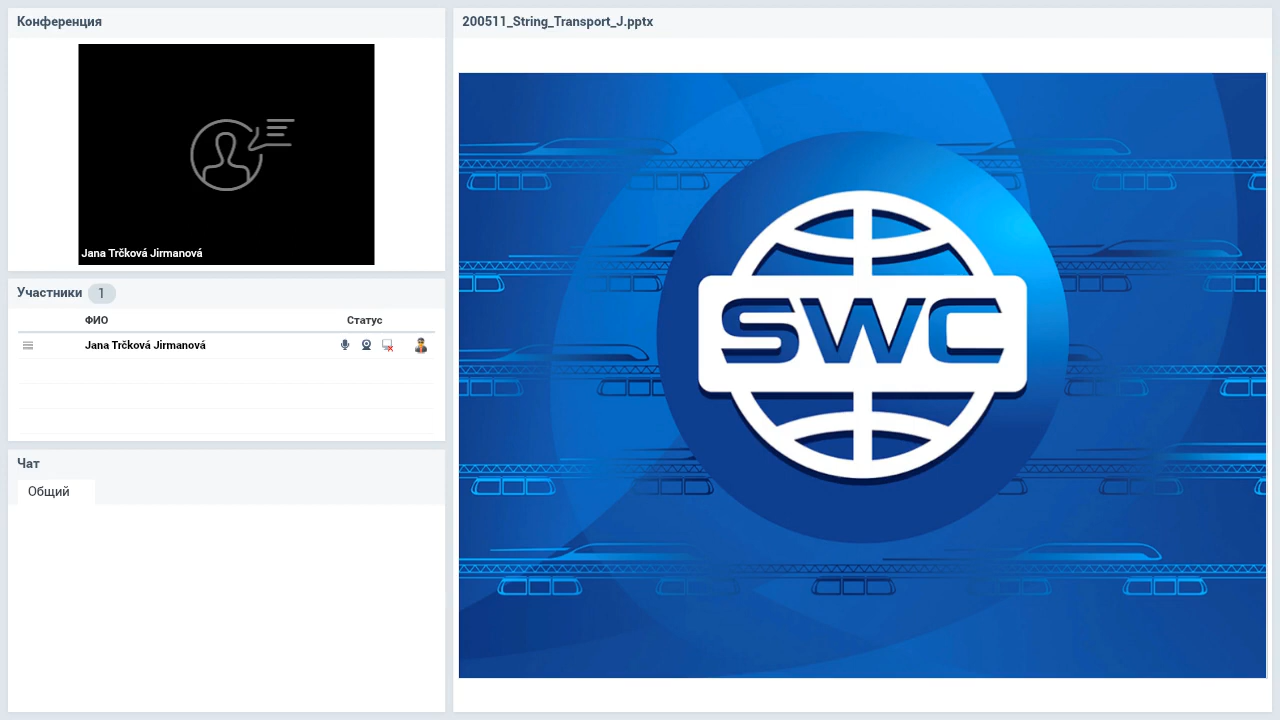 Конференция
Jana Trčková Jirmanová
Участники 1
ФИО Статус
Jana Trčková Jirmanová
Чат
Общий
200511_String_Transport_J.pptx
SWC